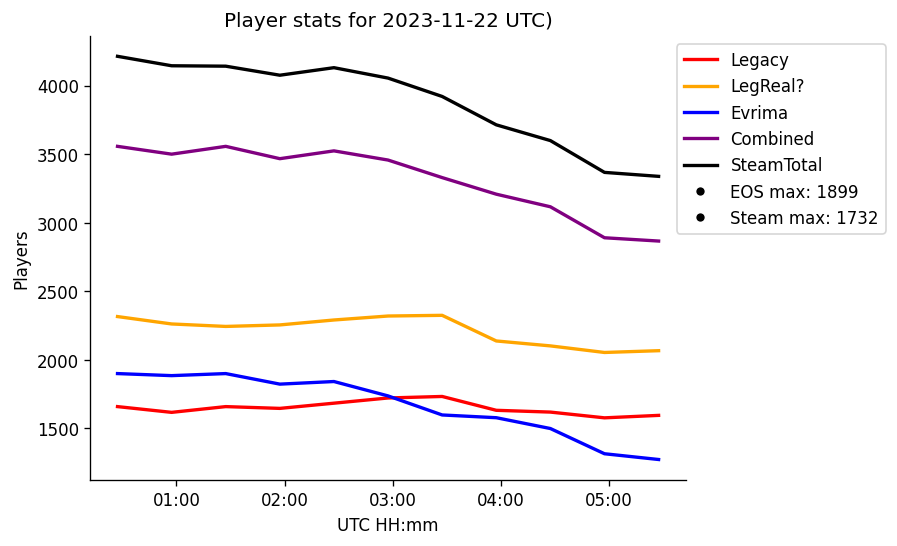 Player stats for 2023-11-22 UTC)
Legacy
LegReal?
Evrima
Combined
SteamTotal
EOS max: 1899
Steam max: 1732
Players
4000
3500
3000
2500
2000
1500
01:00 02:00 03:00 04:00 05:00
UTC HH:mm